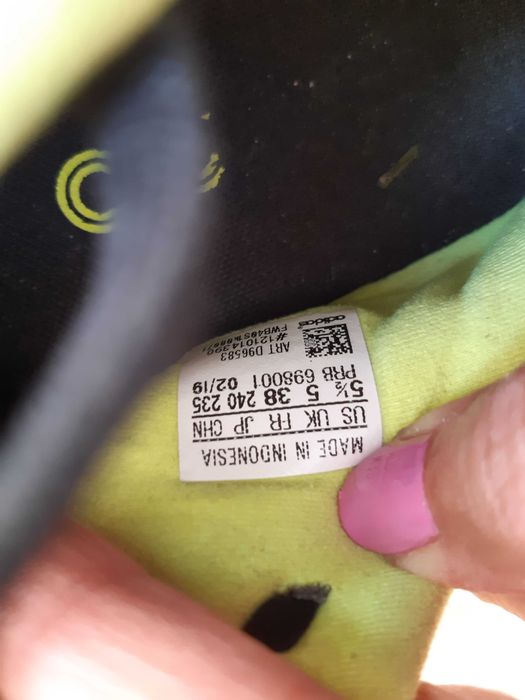 MADE IN INDONESIA
US UK FR JP CHN
5½ 5 38 240 235
PRB 698001 02/19
ART D96583
adidas